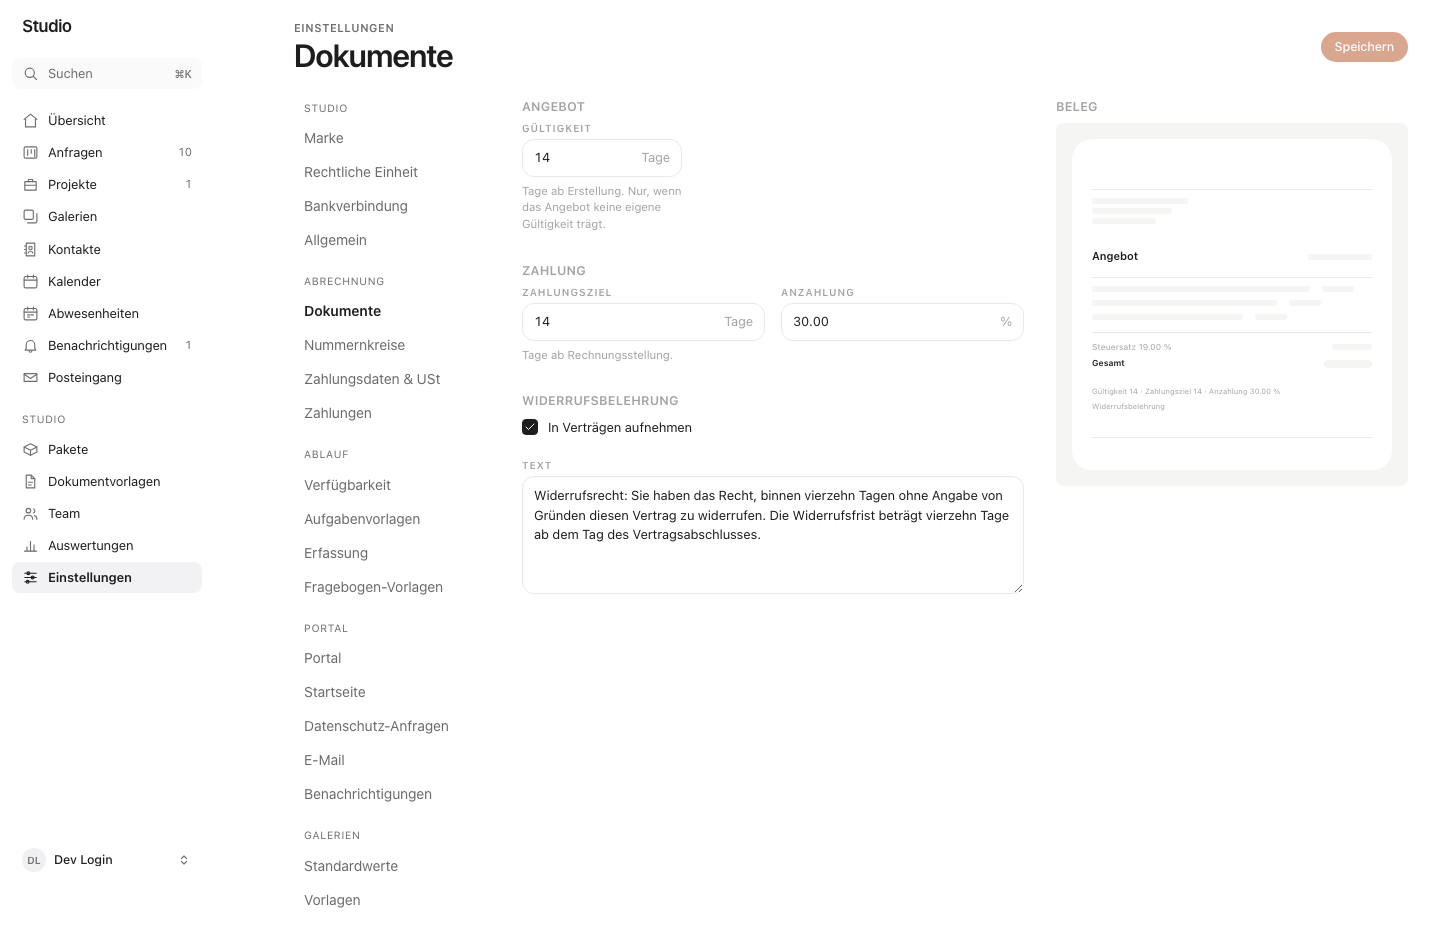 Studio
Suchen ⌘K
Übersicht
Anfragen 10
Projekte 1
Galerien
Kontakte
Kalender
Abwesenheiten
Benachrichtigungen 1
Posteingang
STUDIO
Pakete
Dokumentvorlagen
Team
Auswertungen
Einstellungen
DL Dev Login
EINSTELLUNGEN
Dokumente
Speichern
STUDIO
Marke
Rechtliche Einheit
Bankverbindung
Allgemein
ABRECHNUNG
Dokumente
Nummernkreise
Zahlungsdaten & USt
Zahlungen
ABLAUF
Verfügbarkeit
Aufgabenvorlagen
Erfassung
Fragebogen-Vorlagen
PORTAL
Portal
Startseite
Datenschutz-Anfragen
E-Mail
Benachrichtigungen
GALERIEN
Standardwerte
Vorlagen
ANGEBOT
GÜLTIGKEIT
14 Tage
Tage ab Erstellung. Nur, wenn
das Angebot keine eigene
Gültigkeit trägt.
ZAHLUNG
ZAHLUNGSZIEL
14 Tage
Tage ab Rechnungsstellung.
ANZAHLUNG
30.00 %
WIDERRUFSBELEHRUNG
In Verträgen aufnehmen
TEXT
Widerrufsrecht: Sie haben das Recht, binnen vierzehn Tagen ohne Angabe von
Gründen diesen Vertrag zu widerrufen. Die Widerrufsfrist beträgt vierzehn Tage
ab dem Tag des Vertragsabschlusses.
BELEG
Angebot
Steuersatz 19.00 %
Gesamt
Gültigkeit 14 · Zahlungsziel 14 · Anzahlung 30.00 %
Widerrufsbelehrung